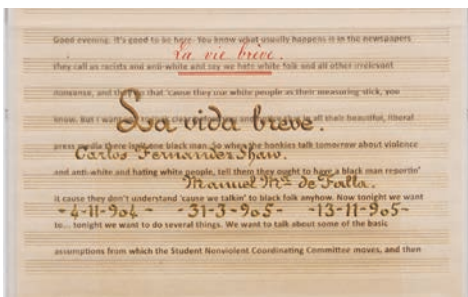 Good evening. It's good to be here. You know what usually happens is in the newspapers
La vie brève.
they call us racists and anti-white and say we hate white folk and all other irrelevant
nonsense, and that 'cause they use white people as their measuring stick, you
La vida breve.
know. But I want all their beautiful, liberal
press media there isn't one black man. So when the honkies talk tomorrow about violence
Carlos Fernandez Shaw.
and anti-white and hating white people, tell them they ought to have a black man reportin'
Manuel Mª de Falla.
it cause they don't understand 'cause we talkin' to black folk anyhow. Now tonight we want
-4-11-904- -31-3-905- -13-11-905-
to... tonight we want to do several things. We want to talk about some of the basic
assumptions from which the Student Nonviolent Coordinating Committee moves, and then